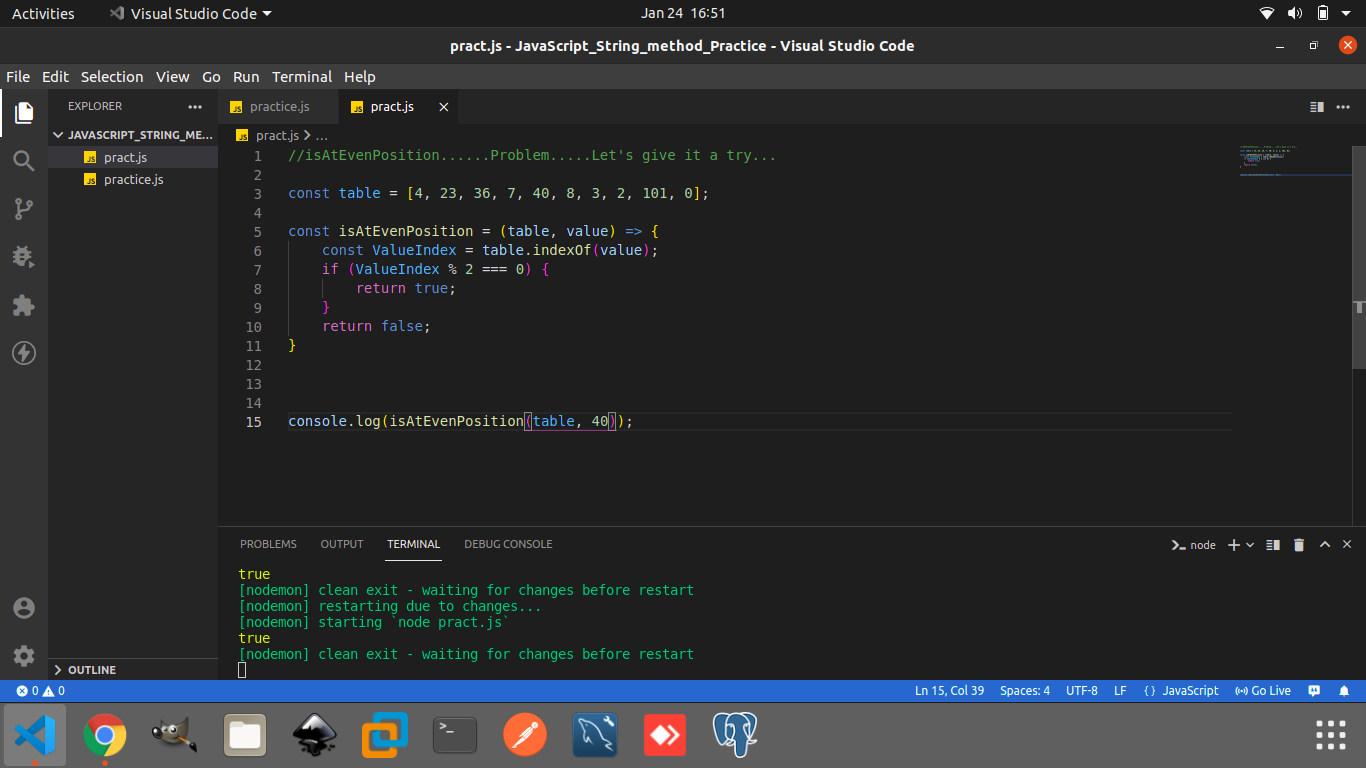 Activities
Visual Studio Code
Jan 24 16:51
pract.js - JavaScript_String_method_Practice - Visual Studio Code
File Edit Selection View Go Run Terminal Help
EXPLORER
JAVASCRIPT_STRING_ME...
JS pract.js
JS practice.js
OUTLINE
JS practice.js
JS pract.js
JS pract.js > ...
1 //isAtEvenPosition......Problem.....Let's give it a try...
2
3 const table = [4, 23, 36, 7, 40, 8, 3, 2, 101, 0];
4
5 const isAtEvenPosition = (table, value) => {
6     const ValueIndex = table.indexOf(value);
7     if (ValueIndex % 2 === 0) {
8         return true;
9     }
10     return false;
11 }
12
13
14
15 console.log(isAtEvenPosition(table, 40));
PROBLEMS OUTPUT TERMINAL DEBUG CONSOLE
node
true
[nodemon] clean exit - waiting for changes before restart
[nodemon] restarting due to changes...
[nodemon] starting `node pract.js`
true
[nodemon] clean exit - waiting for changes before restart
0 0
Ln 15, Col 39 Spaces: 4 UTF-8 LF {} JavaScript Go Live